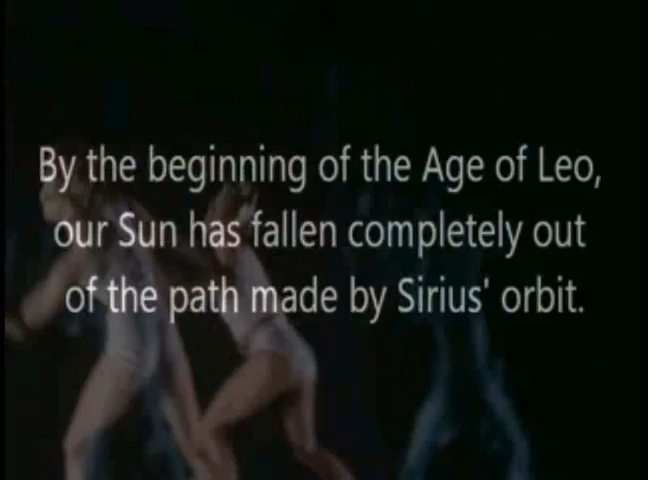 By the beginning of the Age of Leo,
our Sun has fallen completely out
of the path made by Sirius' orbit.